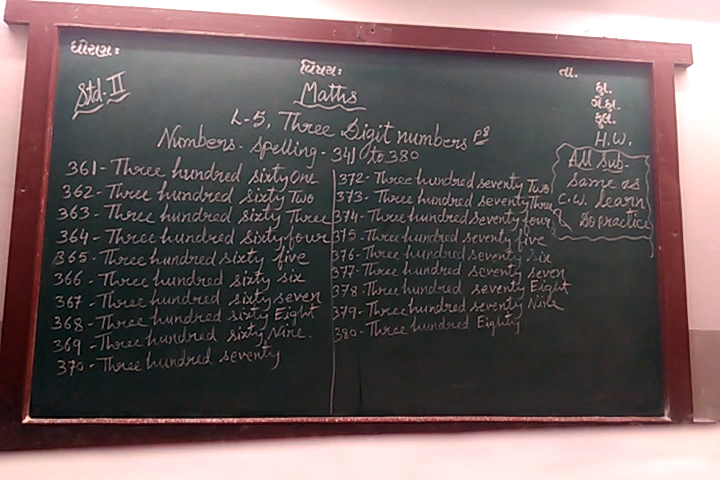 ધોરણઃ
વિષયઃ
તા.
Std-II
Maths
કુા.
ગે.હા.
કુલ.
L-5, Three Digit numbers P8
H.W.
Numbers - spelling - 341 to 380
361 - Three hundred sixty One
362 - Three hundred sixty Two
363 - Three hundred sixty Three
364 - Three hundred sixty four
365 - Three hundred sixty five
366 - Three hundred sixty six
367 - Three hundred sixty seven
368 - Three hundred sixty Eight
369 - Three hundred sixty Nine.
370 - Three hundred seventy
372 - Three hundred seventy Two
373 - Three hundred seventy Three
374 - Three hundred seventy four
375 - Three hundred seventy five
376 - Three hundred seventy six
377 - Three hundred seventy seven
378 - Three hundred seventy Eight
379 - Three hundred seventy Nine
380 - Three hundred Eighty
All Sub-
Same as
C.W. learn
Do practice